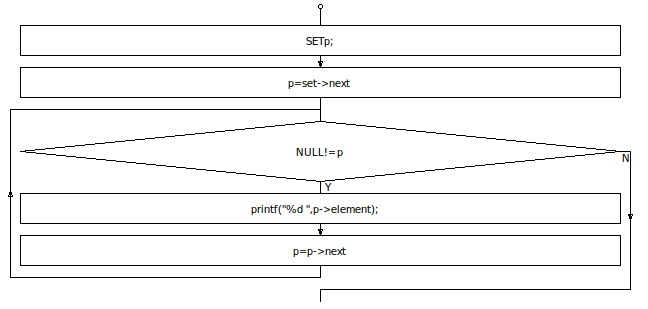 SETp;
p=set->next
NULL!=p
N
Y
printf("%d ",p->element);
p=p->next